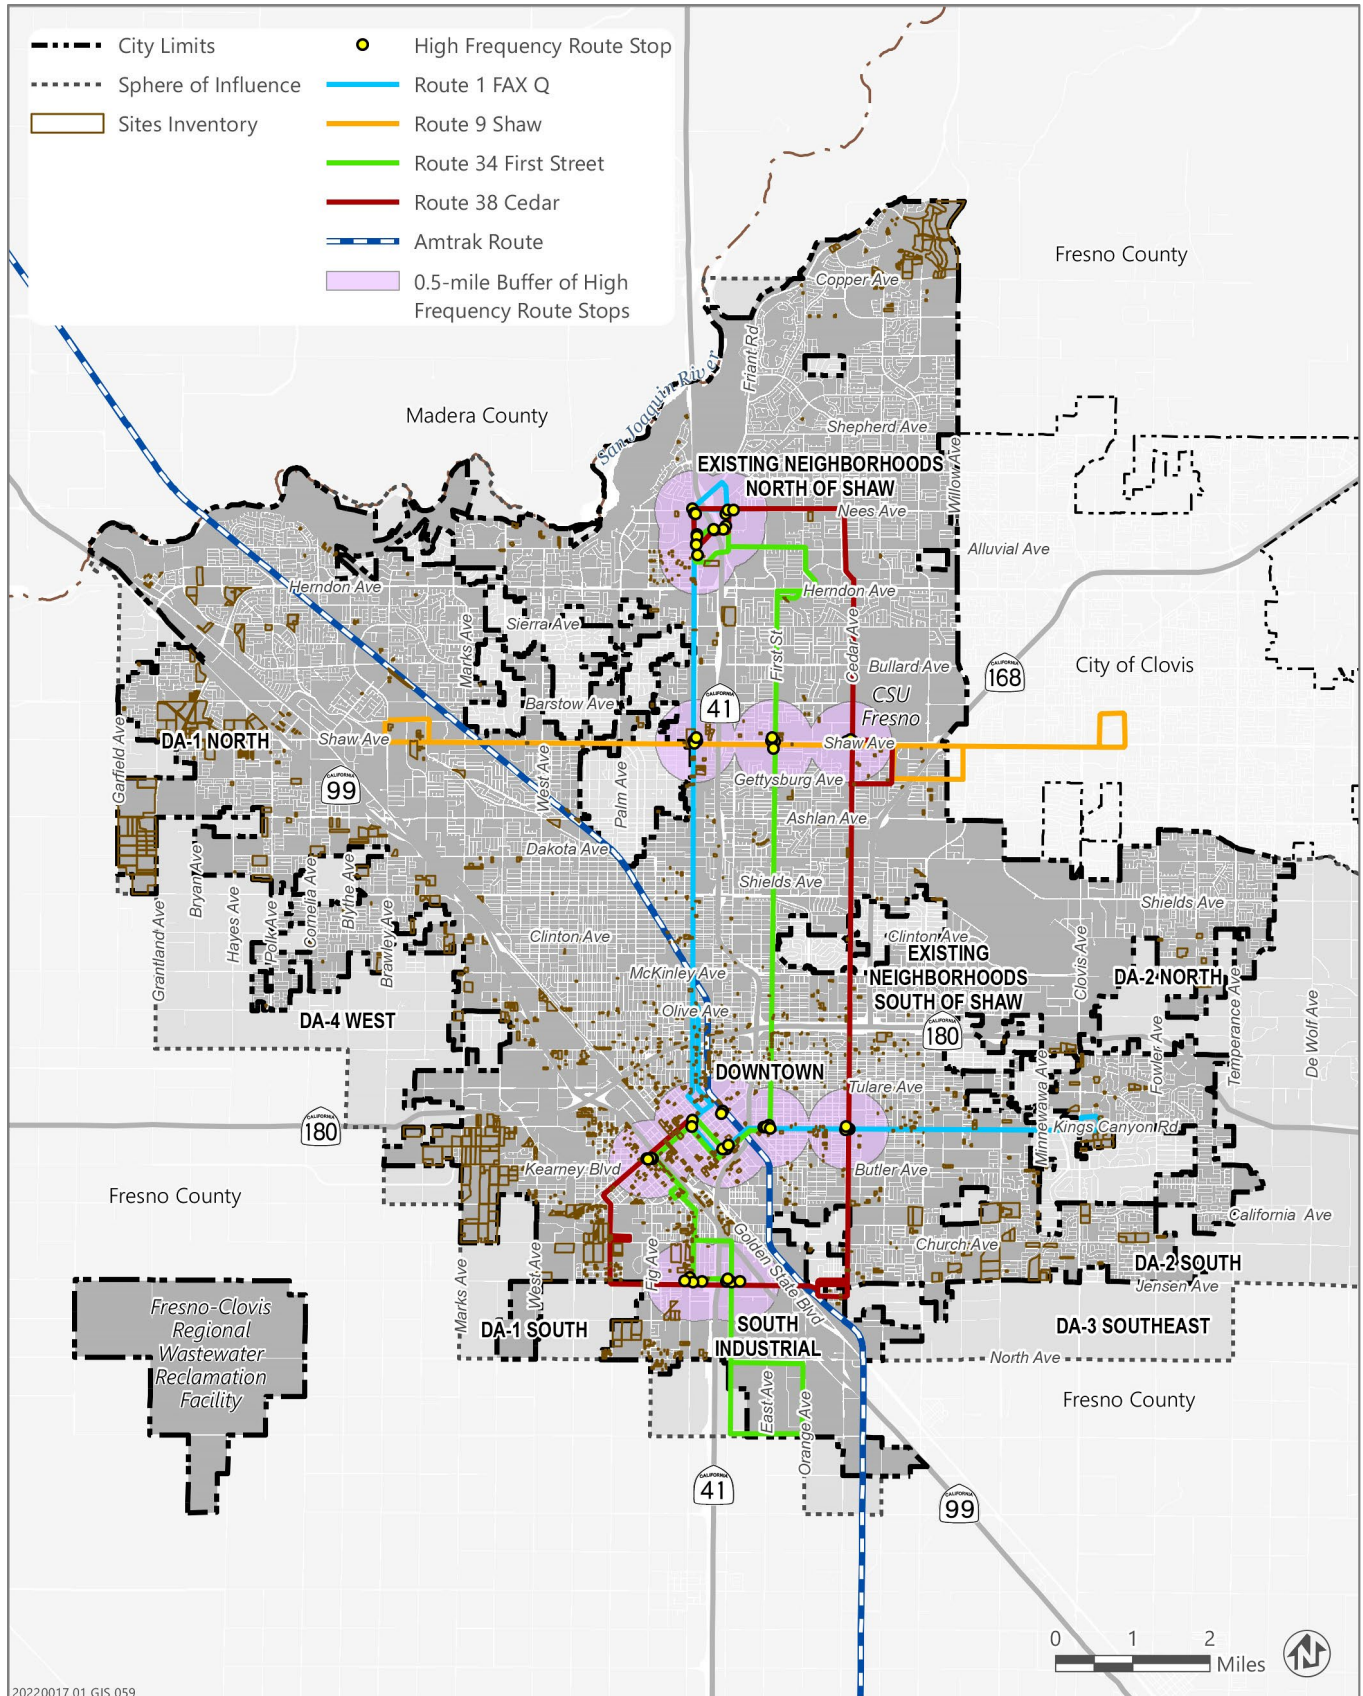 City Limits
Sphere of Influence
Sites Inventory
High Frequency Route Stop
Route 1 FAX Q
Route 9 Shaw
Route 34 First Street
Route 38 Cedar
Amtrak Route
0.5-mile Buffer of High
Frequency Route Stops
Fresno County
Copper Ave
Friant Rd
San Joaquin River
Madera County
Shepherd Ave
Willow Ave
EXISTING NEIGHBORHOODS
NORTH OF SHAW
Nees Ave
Alluvial Ave
Herndon Ave
Herndon Ave
Sierra Ave
Marks Ave
First St
Cedar Ave
Bullard Ave
CALIFORNIA
168
City of Clovis
CSU
Fresno
CALIFORNIA
41
Barstow Ave
Garfield Ave
DA-1 NORTH
Shaw Ave
Shaw Ave
West Ave
Palm Ave
Gettysburg Ave
CALIFORNIA
99
Ashlan Ave
Dakota Ave
Bryan Ave
Hayes Ave
Polk Ave
Cornelia Ave
Blythe Ave
Brawley Ave
Grantland Ave
Shields Ave
Shields Ave
Clinton Ave
Clinton Ave
EXISTING
NEIGHBORHOODS
SOUTH OF SHAW
Clovis Ave
DA-2 NORTH
McKinley Ave
Olive Ave
DA-4 WEST
CALIFORNIA
180
Minnewawa Ave
Fowler Ave
Temperance Ave
De Wolf Ave
DOWNTOWN
Tulare Ave
CALIFORNIA
180
Kings Canyon Rd
Kearney Blvd
Butler Ave
Fresno County
California Ave
Church Ave
Golden State Blvd
Fig Ave
West Ave
Marks Ave
DA-2 SOUTH
Jensen Ave
DA-1 SOUTH
SOUTH
INDUSTRIAL
DA-3 SOUTHEAST
North Ave
Fresno-Clovis
Regional
Wastewater
Reclamation
Facility
East Ave
Orange Ave
Fresno County
CALIFORNIA
41
CALIFORNIA
99
0 1 2
Miles
N
20220017.01 GIS 059